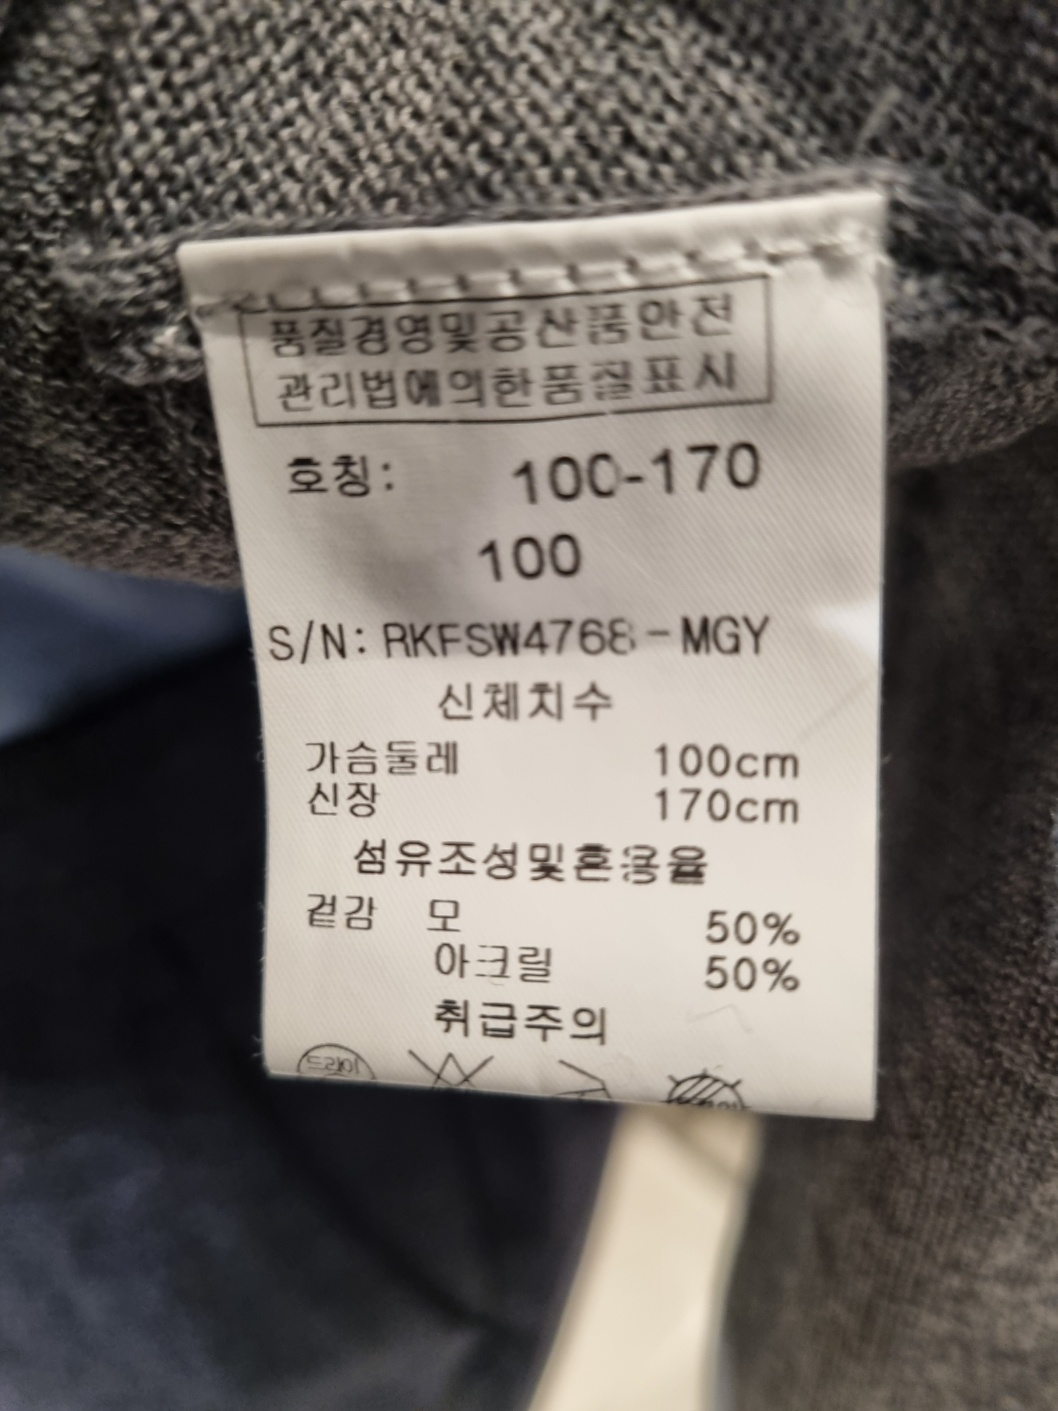 품질경영및공산품안전
관리법에의한품질표시
호칭: 100-170
100
S/N: RKFSW4768-MGY
신체치수
가슴둘레 100cm
신장 170cm
섬유조성및혼용율
겉감 모 50%
아크릴 50%
취급주의
드라이